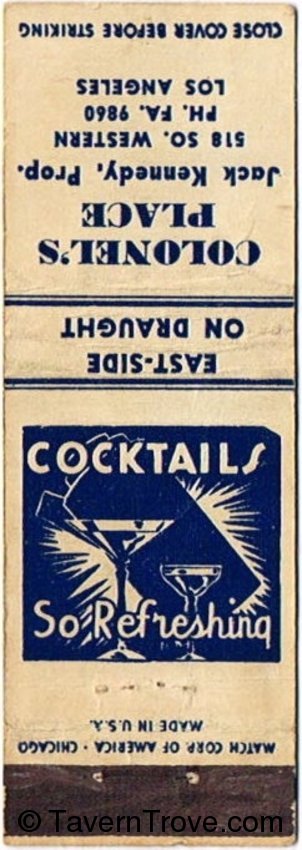 COLONEL'S
PLACE
Jack Kennedy, Prop.
518 SO. WESTERN
PH. FA. 9860
LOS ANGELES
CLOSE COVER BEFORE STRIKING
EAST-SIDE
ON DRAUGHT
COCKTAILS
So Refreshing
MATCH CORP. OF AMERICA · CHICAGO
MADE IN U.S.A.
© TavernTrove.com